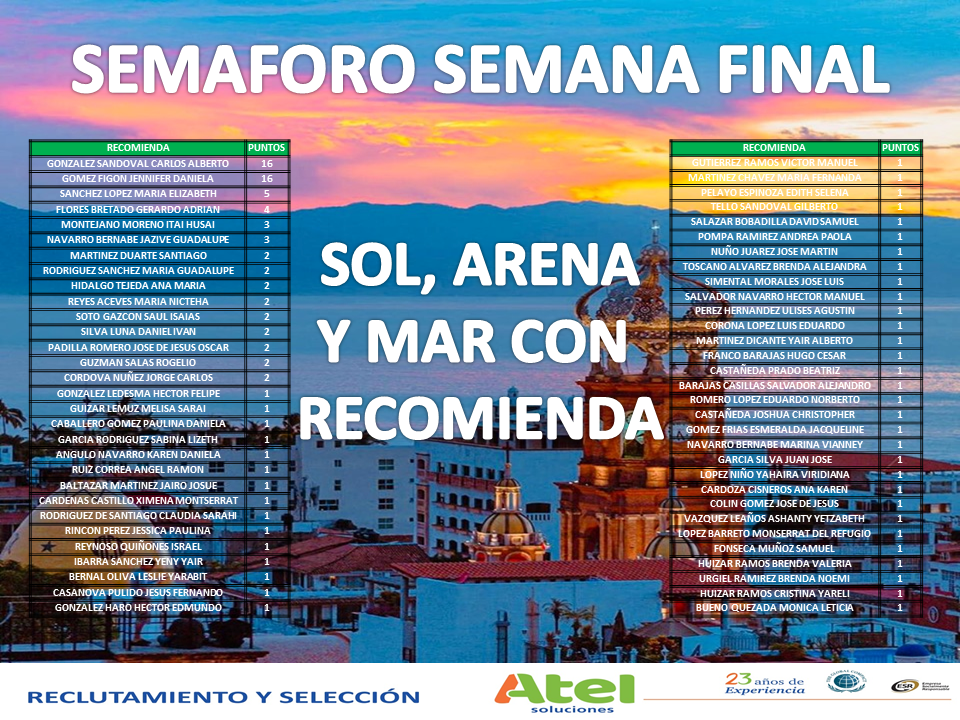 SEMAFORO SEMANA FINAL
RECOMIENDA PUNTOS
GONZALEZ SANDOVAL CARLOS ALBERTO 16
GOMEZ FIGON JENNIFER DANIELA 16
SANCHEZ LOPEZ MARIA ELIZABETH 5
FLORES BRETADO GERARDO ADRIAN 4
MONTEJANO MORENO ITAI HUSAI 3
NAVARRO BERNABE JAZIVE GUADALUPE 3
MARTINEZ DUARTE SANTIAGO 2
RODRIGUEZ SANCHEZ MARIA GUADALUPE 2
HIDALGO TEJEDA ANA MARIA 2
REYES ACEVES MARIA NICTEHA 2
SOTO GAZCON SAUL ISAIAS 2
SILVA LUNA DANIEL IVAN 2
PADILLA ROMERO JOSE DE JESUS OSCAR 2
GUZMAN SALAS ROGELIO 2
CORDOVA NUÑEZ JORGE CARLOS 2
GONZALEZ LEDESMA HECTOR FELIPE 1
GUIZAR LEMUZ MELISA SARAI 1
CABALLERO GOMEZ PAULINA DANIELA 1
GARCIA RODRIGUEZ SABINA LIZETH 1
ANGULO NAVARRO KAREN DANIELA 1
RUIZ CORREA ANGEL RAMON 1
BALTAZAR MARTINEZ JAIRO JOSUE 1
CARDENAS CASTILLO XIMENA MONTSERRAT 1
RODRIGUEZ DE SANTIAGO CLAUDIA SARAHI 1
RINCON PEREZ JESSICA PAULINA 1
REYNOSO QUIÑONES ISRAEL 1
IBARRA SANCHEZ YENY YAIR 1
BERNAL OLIVA LESLIE YARABIT 1
CASANOVA PULIDO JESUS FERNANDO 1
GONZALEZ HARO HECTOR EDMUNDO 1
SOL, ARENA
Y MAR CON
RECOMIENDA
RECOMIENDA PUNTOS
GUTIERREZ RAMOS VICTOR MANUEL 1
MARTINEZ CHAVEZ MARIA FERNANDA 1
PELAYO ESPINOZA EDITH SELENA 1
TELLO SANDOVAL GILBERTO 1
SALAZAR BOBADILLA DAVID SAMUEL 1
POMPA RAMIREZ ANDREA PAOLA 1
NUÑO JUAREZ JOSE MARTIN 1
TOSCANO ALVAREZ BRENDA ALEJANDRA 1
SIMENTAL MORALES JOSE LUIS 1
SALVADOR NAVARRO HECTOR MANUEL 1
PEREZ HERNANDEZ ULISES AGUSTIN 1
CORONA LOPEZ LUIS EDUARDO 1
MARTINEZ DICANTE YAIR ALBERTO 1
FRANCO BARAJAS HUGO CESAR 1
CASTAÑEDA PRADO BEATRIZ 1
BARAJAS CASILLAS SALVADOR ALEJANDRO 1
ROMERO LOPEZ EDUARDO NORBERTO 1
CASTAÑEDA JOSHUA CHRISTOPHER 1
GOMEZ FRIAS ESMERALDA JACQUELINE 1
NAVARRO BERNABE MARINA VIANNEY 1
GARCIA SILVA JUAN JOSE 1
LOPEZ NIÑO YAHAIRA VIRIDIANA 1
CARDOZA CISNEROS ANA KAREN 1
COLIN GOMEZ JOSE DE JESUS 1
VAZQUEZ LEAÑOS ASHANTY YETZABETH 1
LOPEZ BARRETO MONSERRAT DEL REFUGIO 1
FONSECA MUÑOZ SAMUEL 1
HUIZAR RAMOS BRENDA VALERIA 1
URGIEL RAMIREZ BRENDA NOEMI 1
HUIZAR RAMOS CRISTINA YARELI 1
BUENO QUEZADA MONICA LETICIA 1
RECLUTAMIENTO Y SELECCIÓN
Atel
soluciones
23 años de
Experiencia
THE GLOBAL COMPACT
ESR
Empresa
Socialmente
Responsable